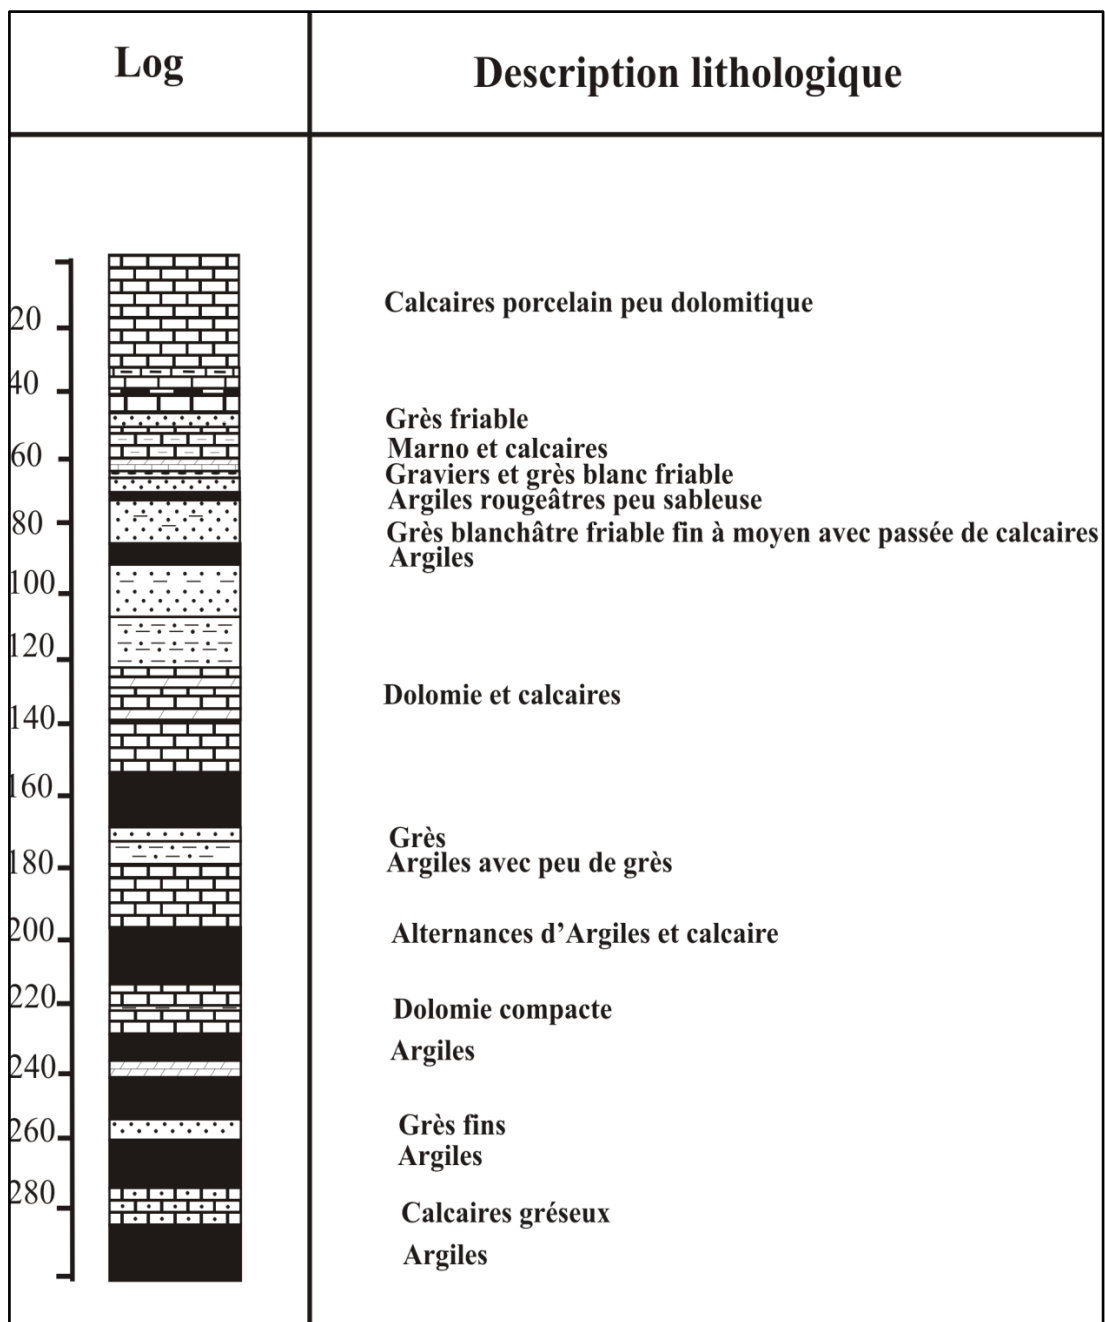 Log
Description lithologique
Calcaires porcelain peu dolomitique
20
40
Grès friable
Marno et calcaires
60
Graviers et grès blanc friable
Argiles rougeâtres peu sableuse
80
Grès blanchâtre friable fin à moyen avec passée de calcaires
Argiles
100
120
Dolomie et calcaires
140
160
Grès
180
Argiles avec peu de grès
200
Alternances d’Argiles et calcaire
220
Dolomie compacte
Argiles
240
Grès fins
260
Argiles
280
Calcaires gréseux
Argiles